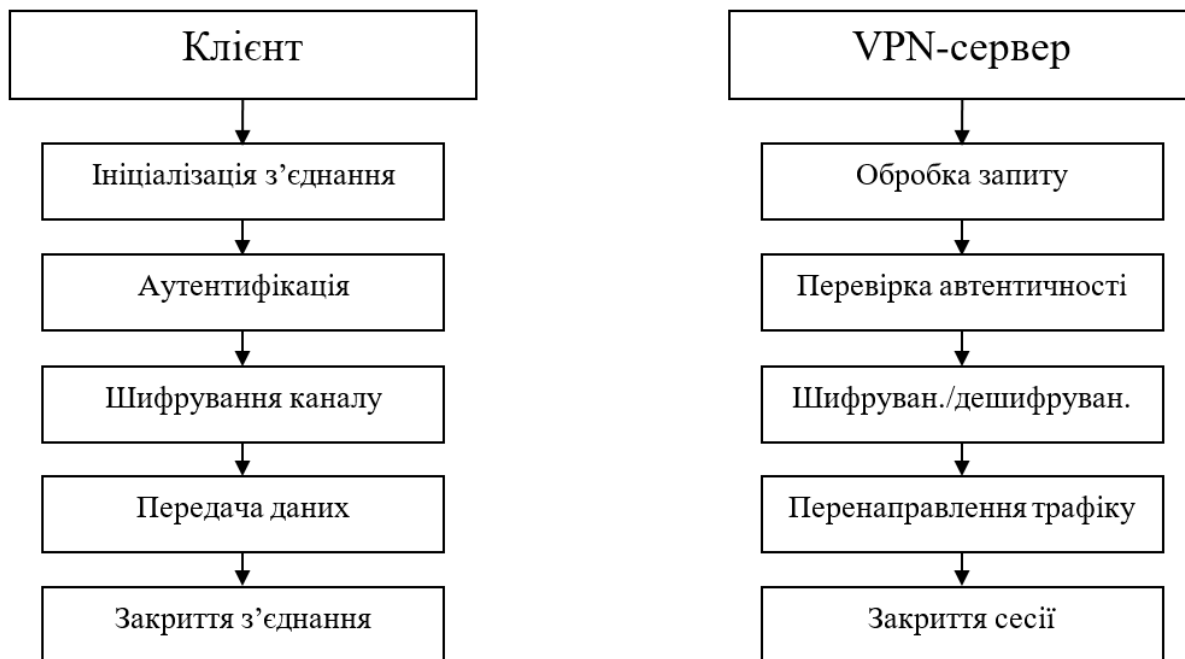 Клієнт
Ініціалізація з’єднання
Аутентифікація
Шифрування каналу
Передача даних
Закриття з’єднання
VPN-сервер
Обробка запиту
Перевірка автентичності
Шифруван./дешифруван.
Перенаправлення трафіку
Закриття сесії